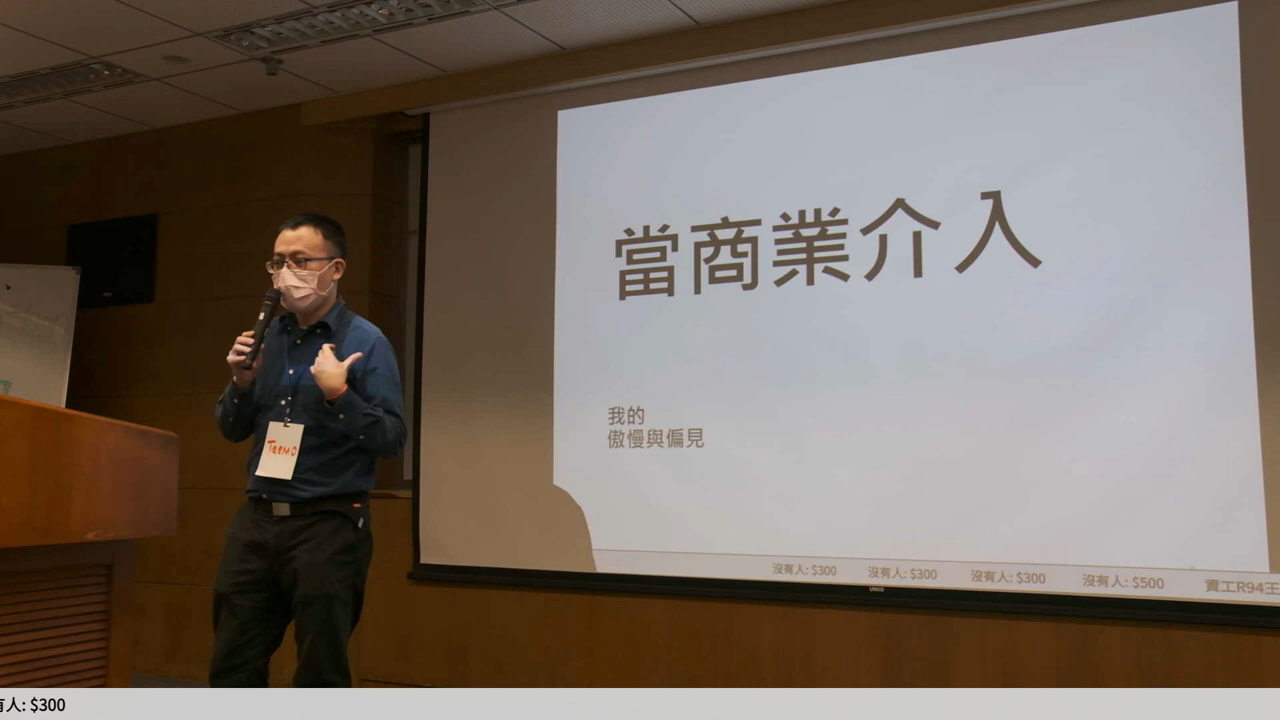 當商業介入
我的
傲慢與偏見
TeemO
沒有人: $300 沒有人: $300 沒有人: $300 沒有人: $500 資工R94王
有人: $300